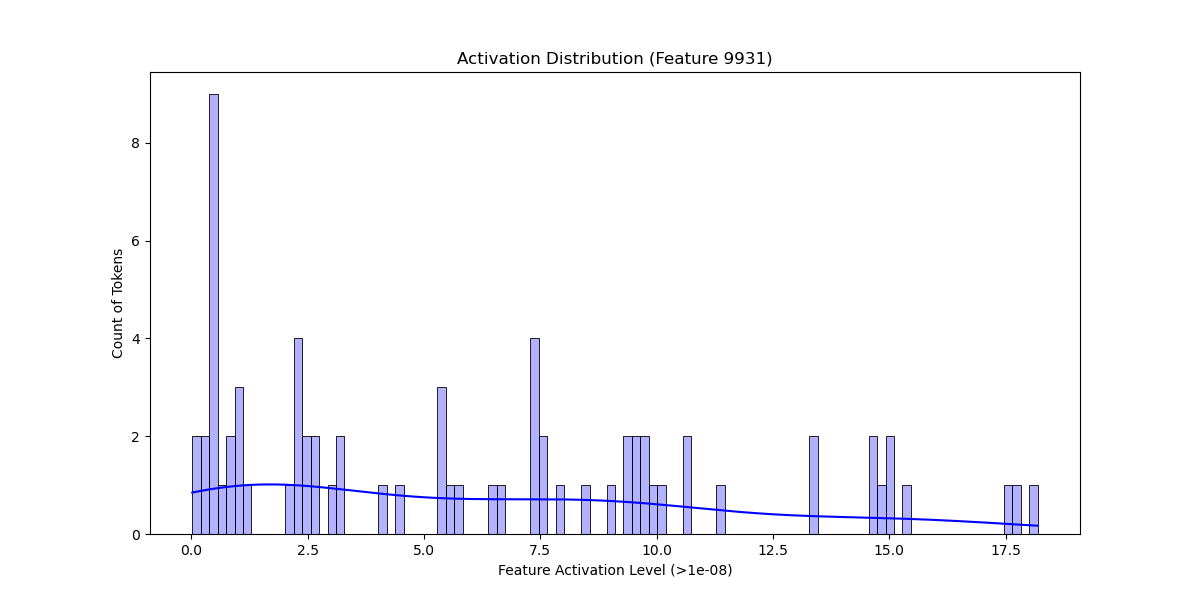 Activation Distribution (Feature 9931)
Count of Tokens
8
6
4
2
0
0.0 2.5 5.0 7.5 10.0 12.5 15.0 17.5
Feature Activation Level (>1e-08)